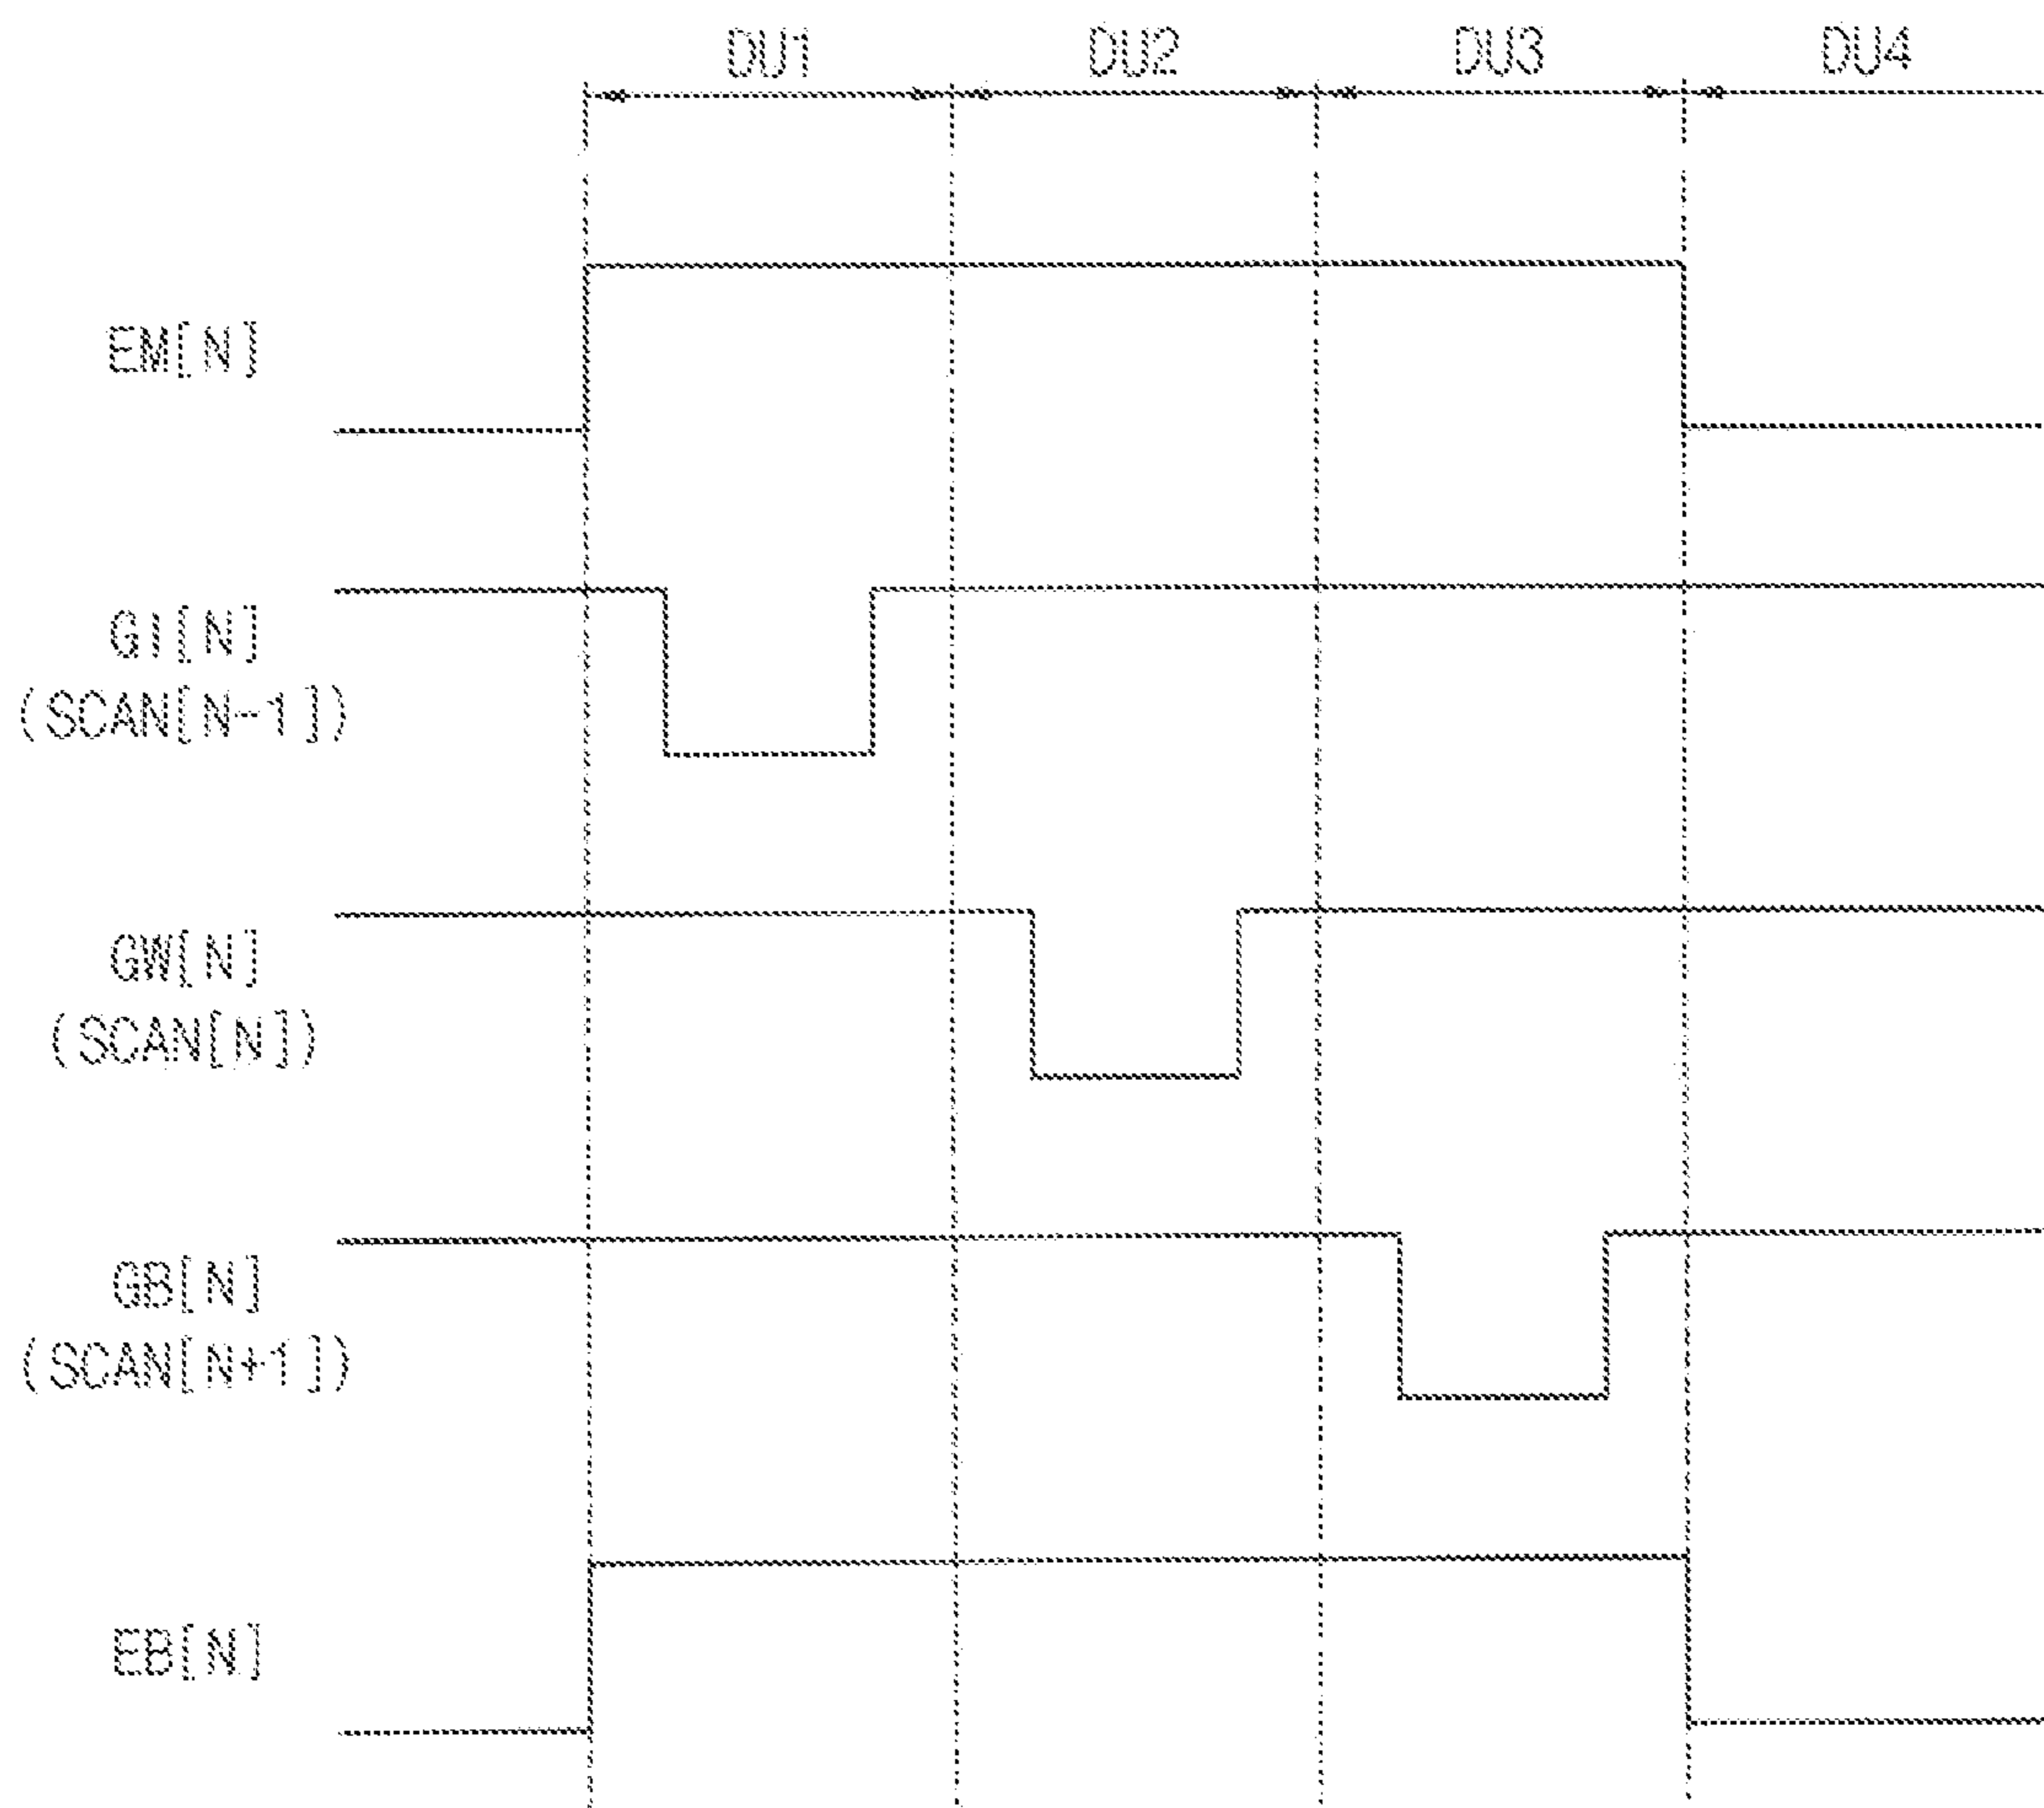 DU1 DU2 DU3 DU4
EM[N]
GI[N]
(SCAN[N-1])
GW[N]
(SCAN[N])
GB[N]
(SCAN[N+1])
EB[N]